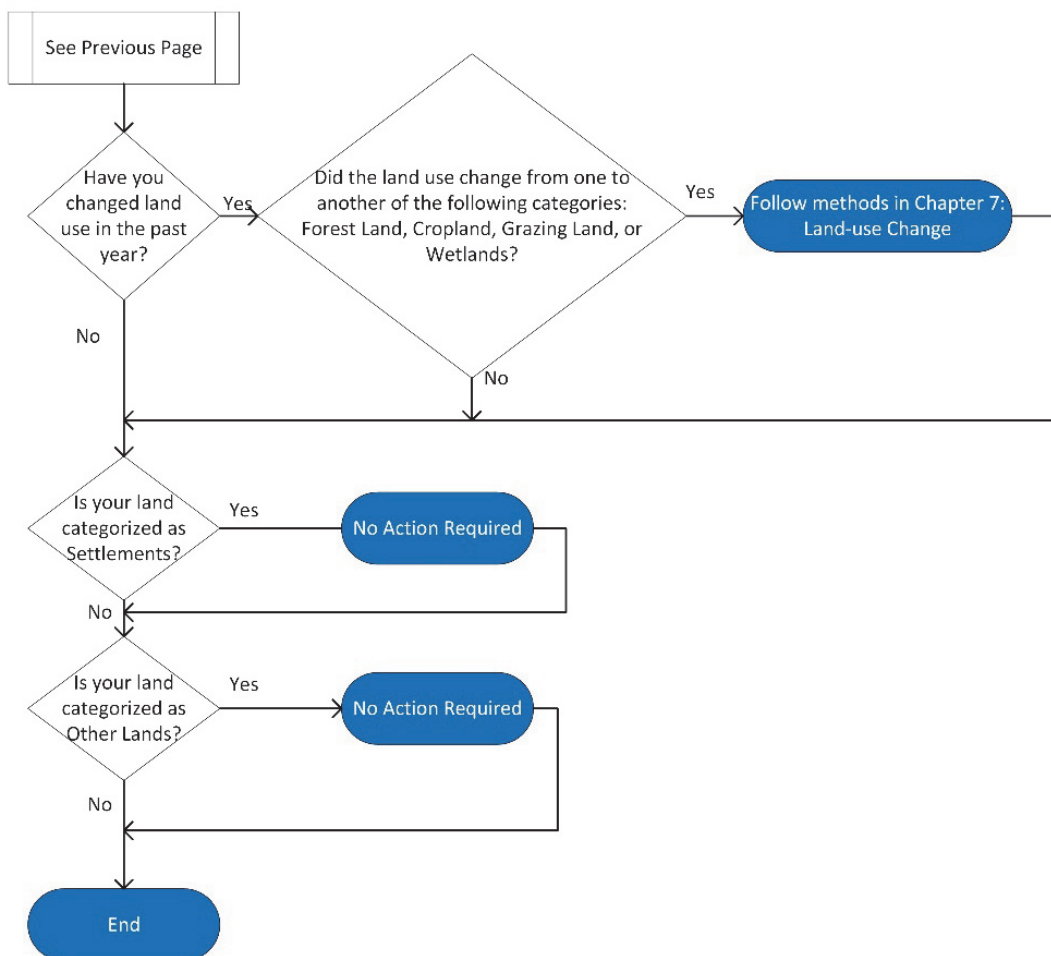 See Previous Page
Have you
changed land
use in the past
year?
Yes
Did the land use change from one to
another of the following categories:
Forest Land, Cropland, Grazing Land, or
Wetlands?
Yes
Follow methods in Chapter 7:
Land-use Change
No
No
Is your land
categorized as
Settlements?
Yes
No Action Required
No
Is your land
categorized as
Other Lands?
Yes
No Action Required
No
End